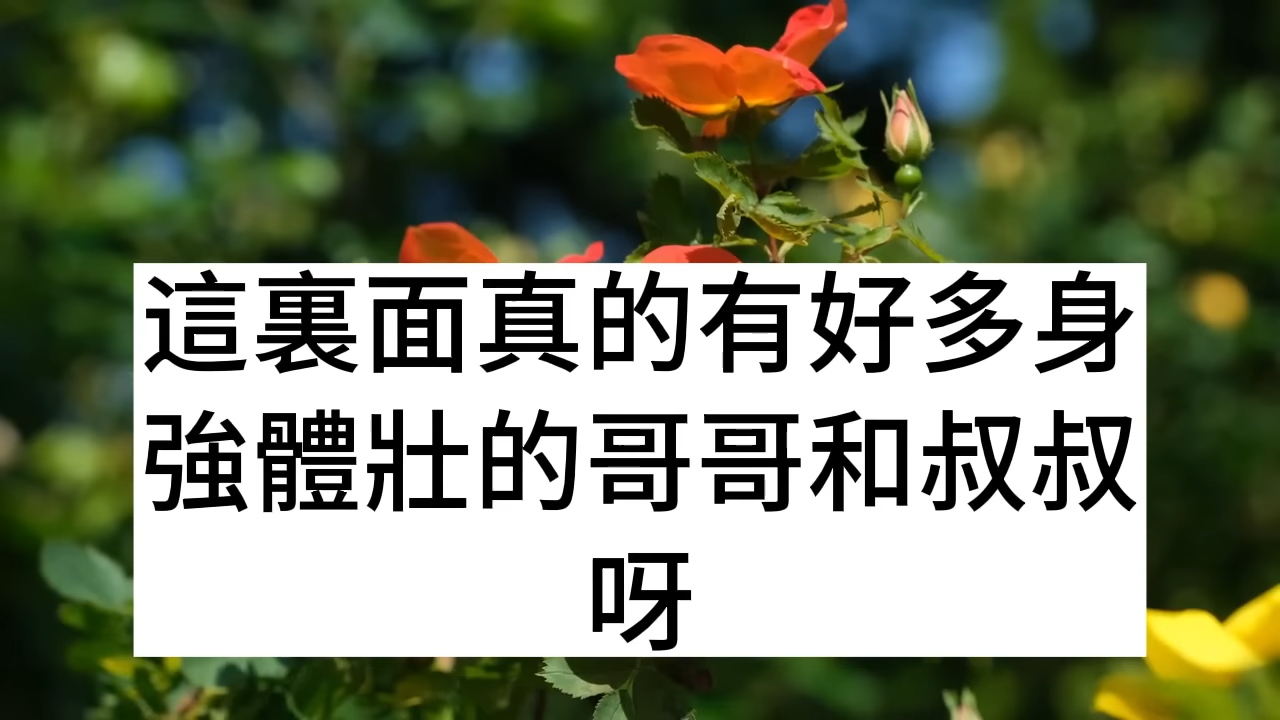 這裏面真的有好多身
強體壯的哥哥和叔叔
呀